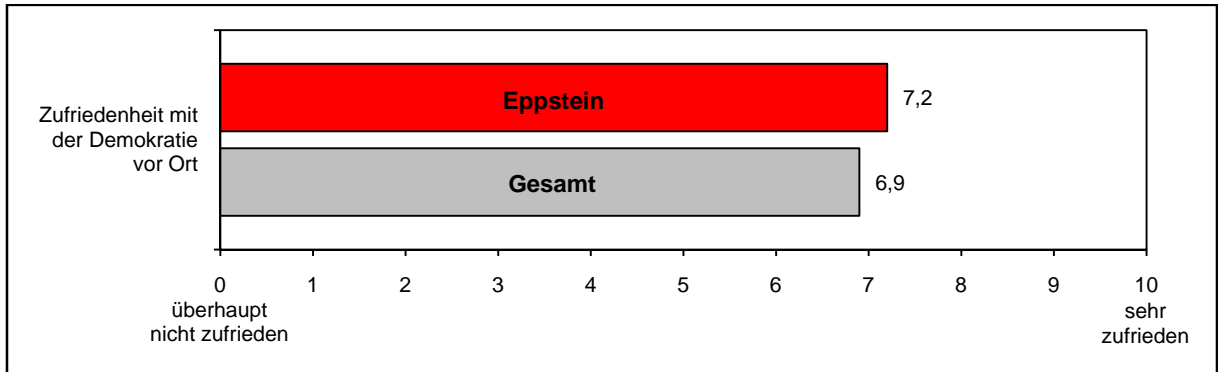 Zufriedenheit mit
der Demokratie
vor Ort
Eppstein
7,2
Gesamt
6,9
0 1 2 3 4 5 6 7 8 9 10
überhaupt
nicht zufrieden
sehr
zufrieden